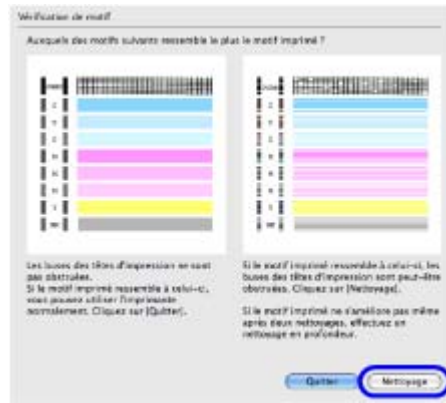 Vérification de motif
Auxquels des motifs suivants ressemble le plus le motif imprimé ?
C
C
M
M
Y
Y
Les buses des têtes d'impression ne sont
pas obstruées.
Si le motif imprimé ressemble à celui-ci,
vous pouvez utiliser l'imprimante
normalement. Cliquez sur [Quitter].
Si le motif imprimé ressemble à celui-ci, les
buses des têtes d'impression sont peut-être
obstruées. Cliquez sur [Nettoyage].
Si le motif imprimé ne s'améliore pas même
après deux nettoyages, effectuez un
nettoyage en profondeur.
Quitter
Nettoyage